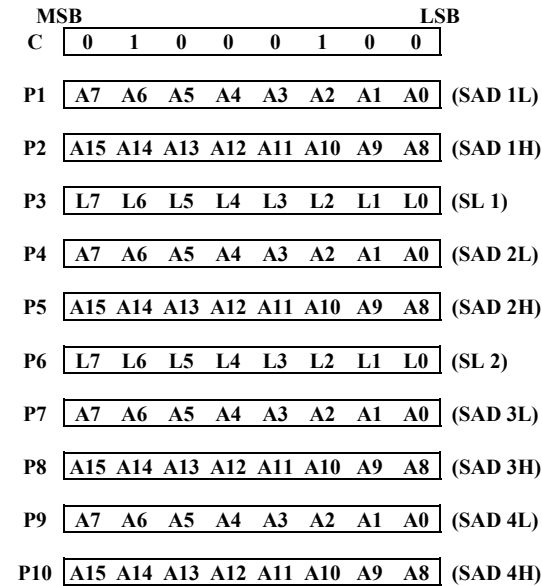 MSB LSB
C 0 1 0 0 0 1 0 0
P1 A7 A6 A5 A4 A3 A2 A1 A0 (SAD 1L)
P2 A15 A14 A13 A12 A11 A10 A9 A8 (SAD 1H)
P3 L7 L6 L5 L4 L3 L2 L1 L0 (SL 1)
P4 A7 A6 A5 A4 A3 A2 A1 A0 (SAD 2L)
P5 A15 A14 A13 A12 A11 A10 A9 A8 (SAD 2H)
P6 L7 L6 L5 L4 L3 L2 L1 L0 (SL 2)
P7 A7 A6 A5 A4 A3 A2 A1 A0 (SAD 3L)
P8 A15 A14 A13 A12 A11 A10 A9 A8 (SAD 3H)
P9 A7 A6 A5 A4 A3 A2 A1 A0 (SAD 4L)
P10 A15 A14 A13 A12 A11 A10 A9 A8 (SAD 4H)